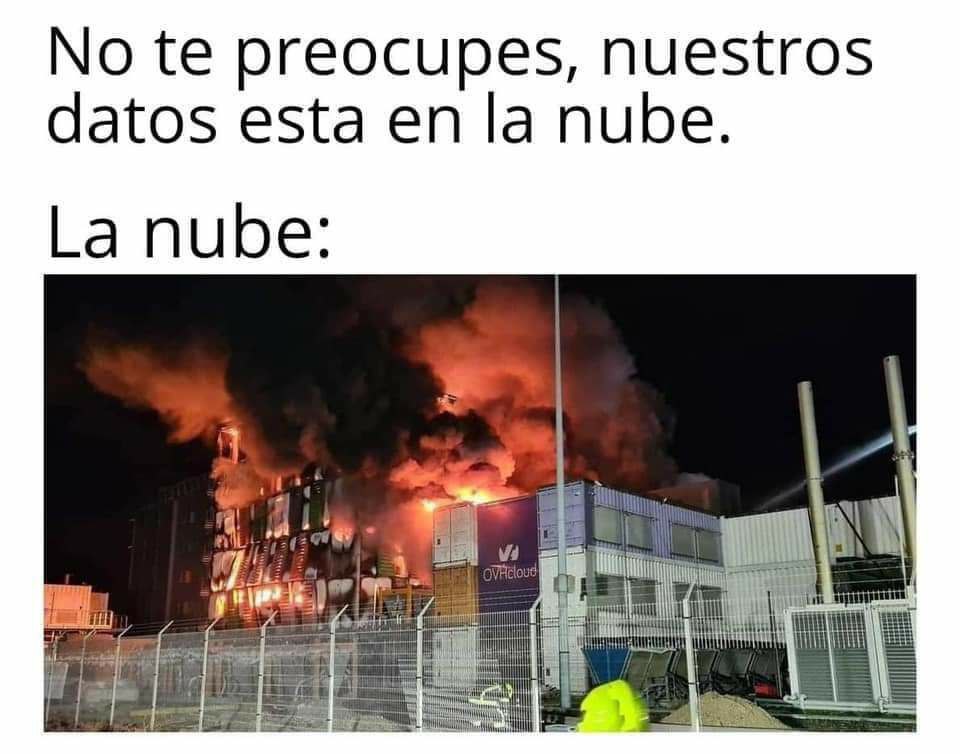 No te preocupes, nuestros
datos esta en la nube.
La nube:
OVHcloud